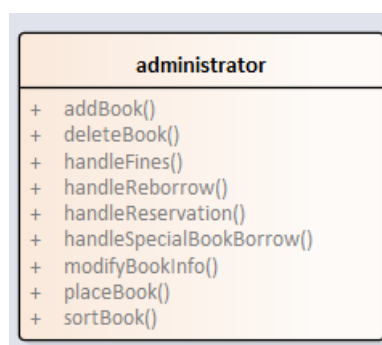 administrator
+ addBook()
+ deleteBook()
+ handleFines()
+ handleReborrow()
+ handleReservation()
+ handleSpecialBookBorrow()
+ modifyBookInfo()
+ placeBook()
+ sortBook()